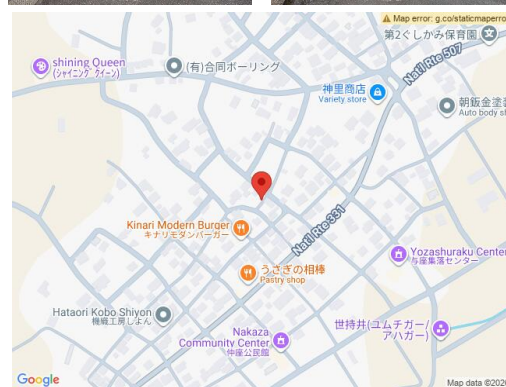 Map error: g.co/staticmaperro
第2ぐしかみ保育園
shining Queen
(シャイニング クイーン)
(有)合同ボーリング
Nat'l Rte 507
神里商店
Variety store
朝鈑金塗装
Auto body sh
Kinari Modern Burger
キナリモダンバーガー
Nat'l Rte 331
うさぎの相棒
Pastry shop
Yozashuraku Center
与座集落センター
Hataori Kobo Shiyon
機織工房しよん
Nakaza
Community Center
仲座公民館
世持井(ユムチガー/
アハガー)
Google
Map data ©202